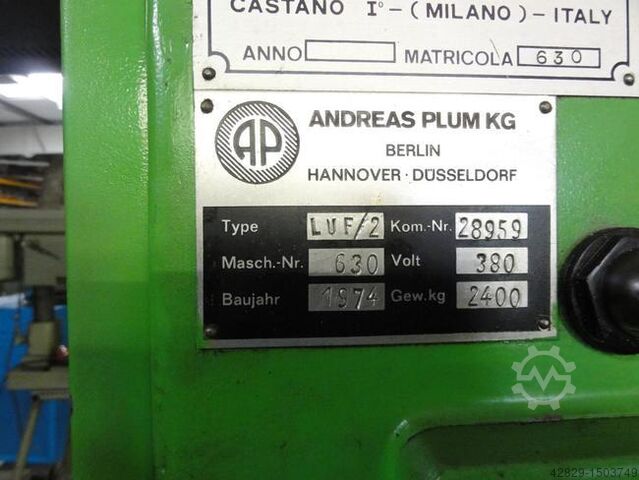 CASTANO I° - (MILANO) - ITALY
ANNO MATRICOLA 630
AP ANDREAS PLUM KG
BERLIN
HANNOVER · DÜSSELDORF
Type LUF/2 Kom.-Nr. 28959
Masch.-Nr. 630 Volt 380
Baujahr 1974 Gew.kg 2400
42829-1503749